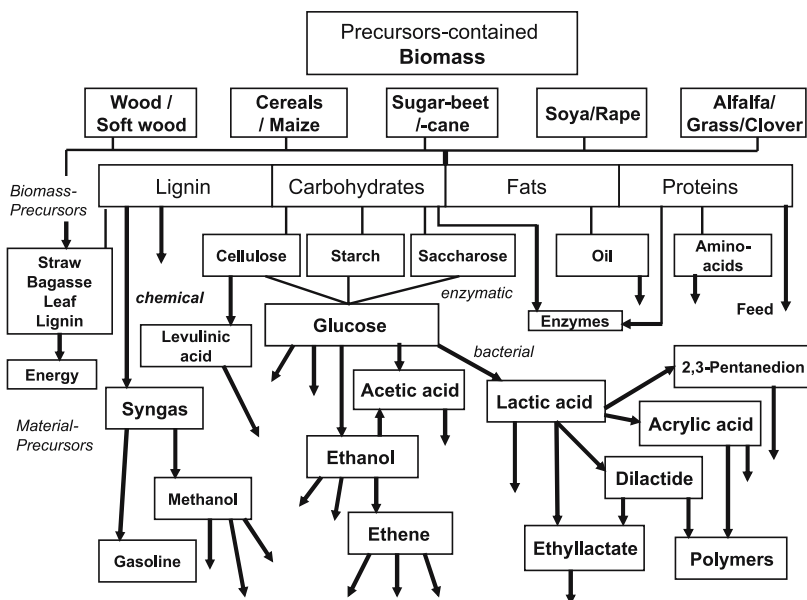 Precursors-contained
Biomass
Wood /
Soft wood
Cereals
/ Maize
Sugar-beet
/-cane
Soya/Rape
Alfalfa/
Grass/Clover
Biomass-
Precursors
Lignin
Carbohydrates
Fats
Proteins
Straw
Bagasse
Leaf
Lignin
Cellulose
Starch
Saccharose
Oil
Amino-
acids
chemical
enzymatic
Feed
Glucose
Enzymes
Levulinic
acid
bacterial
Energy
2,3-Pentanedion
Acetic acid
Lactic acid
Syngas
Acrylic acid
Material-
Precursors
Ethanol
Dilactide
Methanol
Ethene
Ethyllactate
Gasoline
Polymers